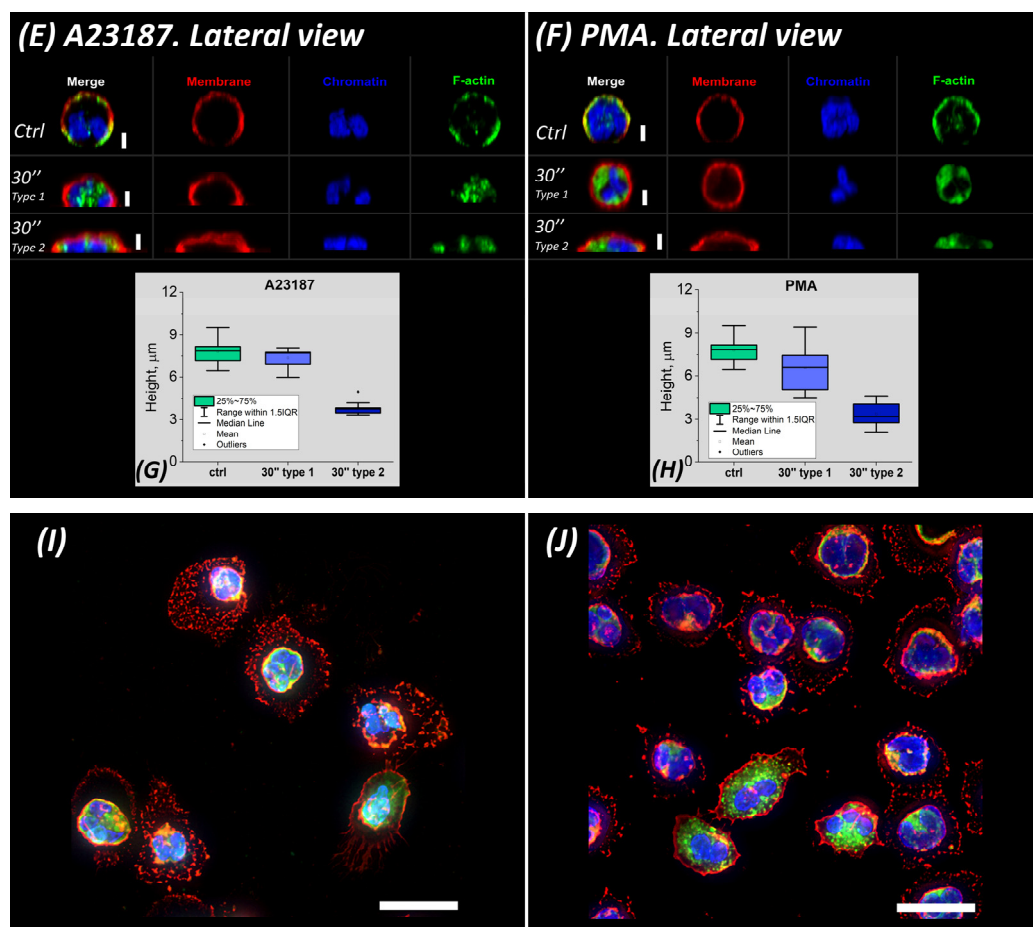 (E) A23187. Lateral view
Merge Membrane Chromatin F-actin
Ctrl
30″
Type 1
30″
Type 2
A23187
Height, μm
12
9
6
3
0
25%~75%
Range within 1.5IQR
Median Line
Mean
Outliers
(G)
ctrl 30" type 1 30" type 2
(F) PMA. Lateral view
Merge Membrane Chromatin F-actin
Ctrl
30″
Type 1
30″
Type 2
PMA
Height, μm
12
9
6
3
0
25%~75%
Range within 1.5IQR
Median Line
Mean
Outliers
(H)
ctrl 30" type 1 30" type 2
(I)
(J)